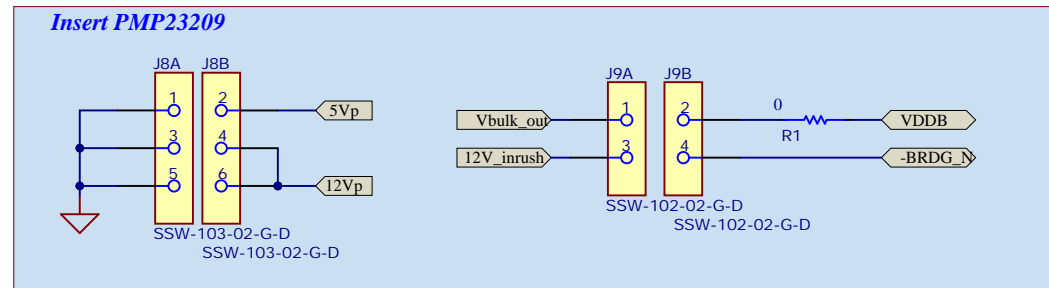 Insert PMP23209
J8A J8B
1 2 5Vp
3 4
5 6 12Vp
SSW-103-02-G-D
SSW-103-02-G-D
J9A J9B
Vbulk_out 1 2 0 VDDB
R1
12V_inrush 3 4 -BRDG_N
SSW-102-02-G-D
SSW-102-02-G-D